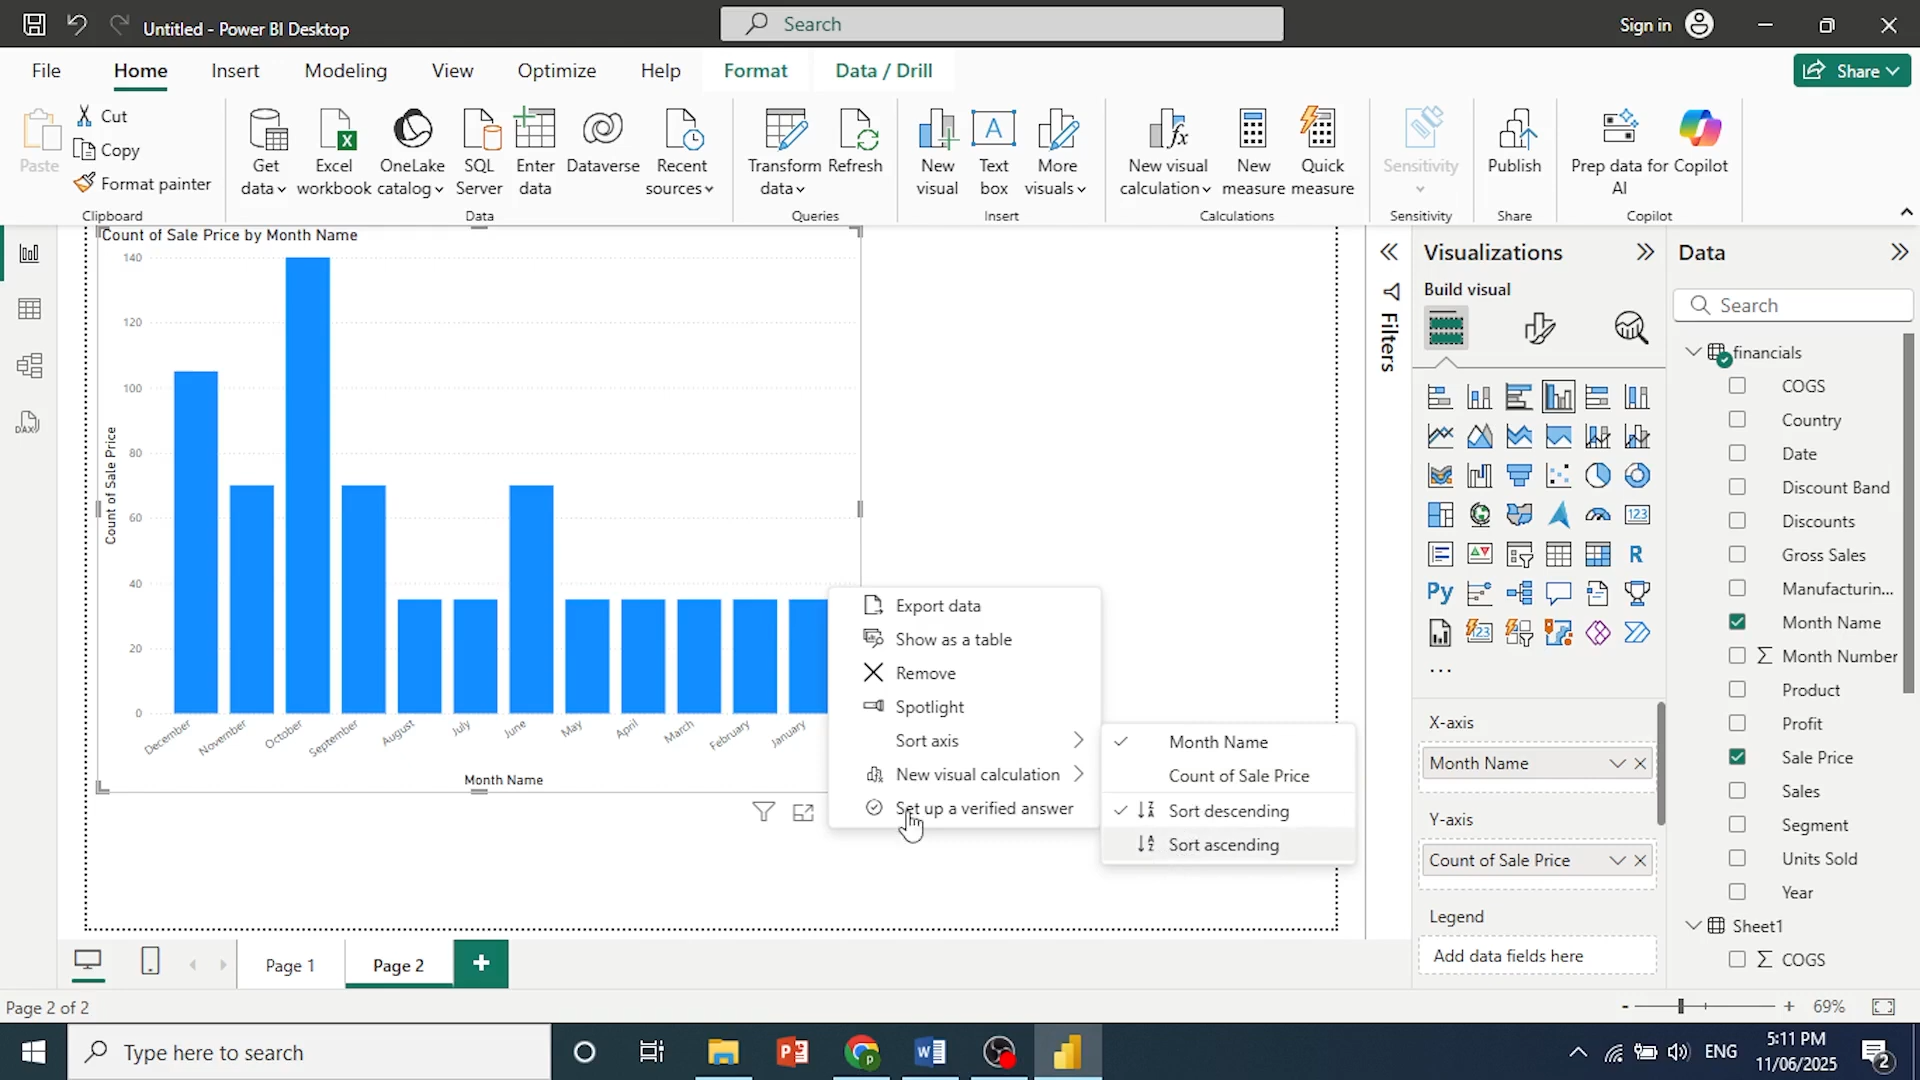 Untitled - Power BI Desktop
Search
Sign in
File
Home
Insert
Modeling
View
Optimize
Help
Format
Data / Drill
Share
Paste
Cut
Copy
Format painter
Clipboard
Get data
Excel workbook
OneLake catalog
SQL Server
Enter data
Dataverse
Recent sources
Data
Transform data
Refresh
Queries
New visual
Text box
More visuals
Insert
New visual calculation
New measure
Quick measure
Calculations
Sensitivity
Sensitivity
Publish
Share
Prep data for AI
Copilot
Copilot
Count of Sale Price by Month Name
140
120
100
80
60
40
20
0
Count of Sale Price
December
November
October
September
August
July
June
May
April
March
February
January
Month Name
Export data
Show as a table
Remove
Spotlight
Sort axis
New visual calculation
Set up a verified answer
Month Name
Count of Sale Price
Sort descending
Sort ascending
Filters
Visualizations
Build visual
123
R
Py
123
...
X-axis
Month Name
Y-axis
Count of Sale Price
Legend
Add data fields here
Data
Search
financials
COGS
Country
Date
Discount Band
Discounts
Gross Sales
Manufacturin...
Month Name
Month Number
Product
Profit
Sale Price
Sales
Segment
Units Sold
Year
Sheet1
COGS
DAX
Page 1
Page 2
+
Page 2 of 2
- + 69%
Type here to search
ENG
5:11 PM
11/06/2025
2